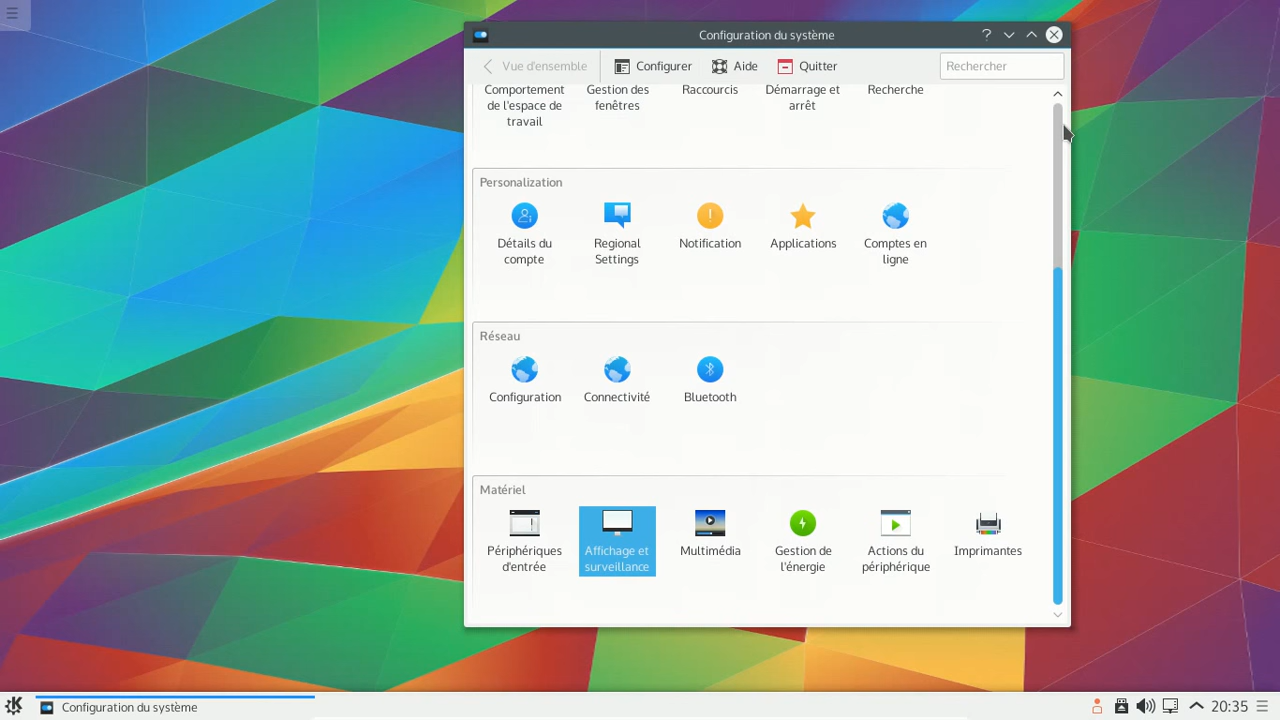 Configuration du système
Vue d'ensemble Configurer Aide Quitter Rechercher
Comportement de l'espace de travail
Gestion des fenêtres
Raccourcis
Démarrage et arrêt
Recherche
Personalization
Détails du compte
Regional Settings
Notification
Applications
Comptes en ligne
Réseau
Configuration
Connectivité
Bluetooth
Matériel
Périphériques d'entrée
Affichage et surveillance
Multimédia
Gestion de l'énergie
Actions du périphérique
Imprimantes
Configuration du système
20:35